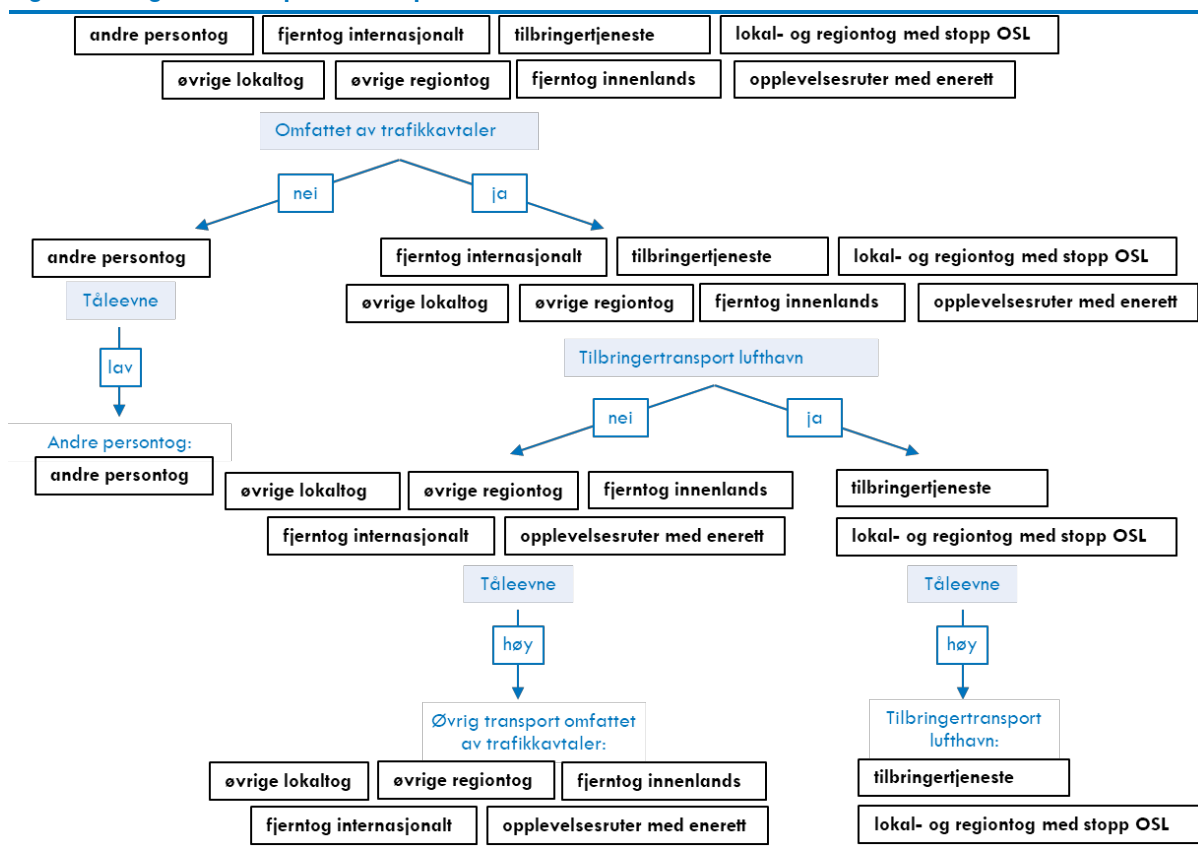 andre persontog
fjerntog internasjonalt
tilbringertjeneste
lokal- og regiontog med stopp OSL
øvrige lokaltog
øvrige regiontog
fjerntog innenlands
opplevelsesruter med enerett
Omfattet av trafikkavtaler
nei
ja
andre persontog
fjerntog internasjonalt
tilbringertjeneste
lokal- og regiontog med stopp OSL
Tåleevne
øvrige lokaltog
øvrige regiontog
fjerntog innenlands
opplevelsesruter med enerett
lav
Tilbringertransport lufthavn
nei
ja
Andre persontog:
andre persontog
øvrige lokaltog
øvrige regiontog
fjerntog innenlands
tilbringertjeneste
fjerntog internasjonalt
opplevelsesruter med enerett
lokal- og regiontog med stopp OSL
Tåleevne
Tåleevne
høy
høy
Øvrig transport omfattet
av trafikkavtaler:
Tilbringertransport
lufthavn:
øvrige lokaltog
øvrige regiontog
fjerntog innenlands
tilbringertjeneste
fjerntog internasjonalt
opplevelsesruter med enerett
lokal- og regiontog med stopp OSL